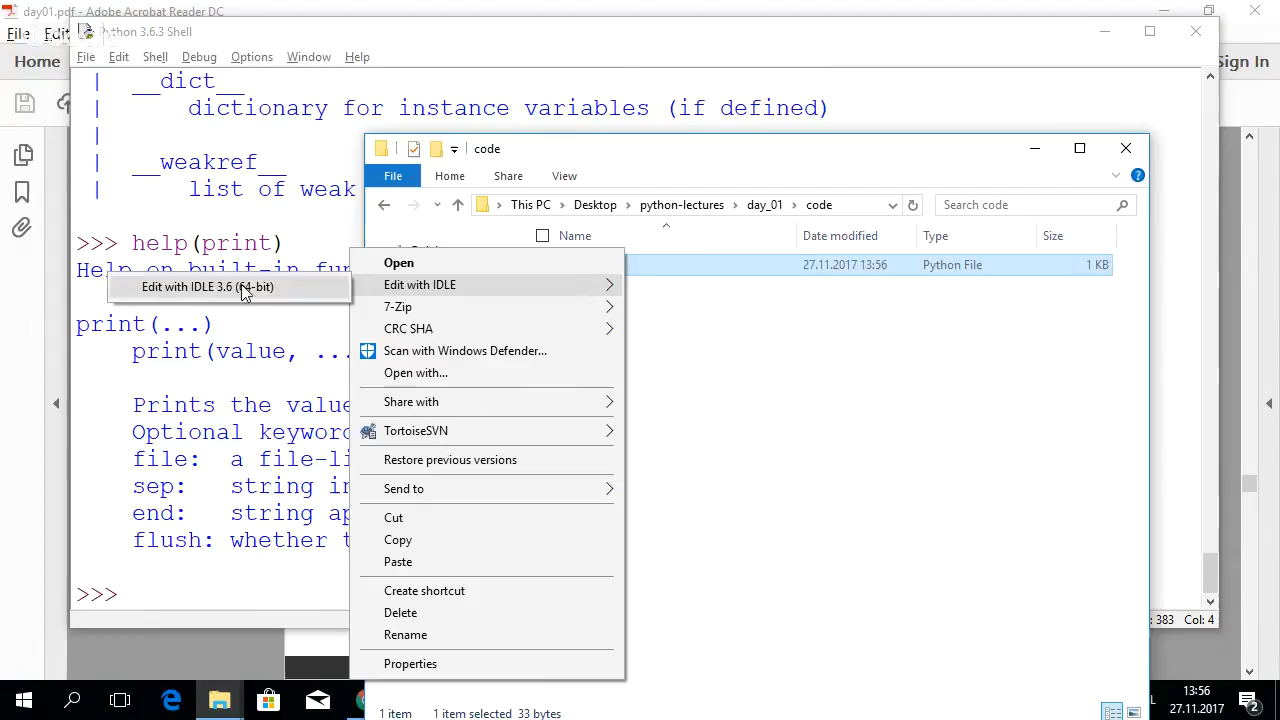 day01.pdf - Adobe Acrobat Reader DC
File Edit
Home
Sign In
Python 3.6.3 Shell
File Edit Shell Debug Options Window Help
| __dict__
| dictionary for instance variables (if defined)
|
| __weakref__
| list of weak
>>> help(print)
Help on built-in fun
print(...)
print(value, ..
Prints the value
Optional keyword
file: a file-li
sep: string in
end: string ap
flush: whether t
>>>
: 383 Col: 4
code
File Home Share View
This PC Desktop python-lectures day_01 code
Search code
Name Date modified Type Size
27.11.2017 13:56 Python File 1 KB
1 item 1 item selected 33 bytes
Open
Edit with IDLE
Edit with IDLE 3.6 (64-bit)
7-Zip
CRC SHA
Scan with Windows Defender...
Open with...
Share with
TortoiseSVN
Restore previous versions
Send to
Cut
Copy
Paste
Create shortcut
Delete
Rename
Properties
13:56
27.11.2017
2